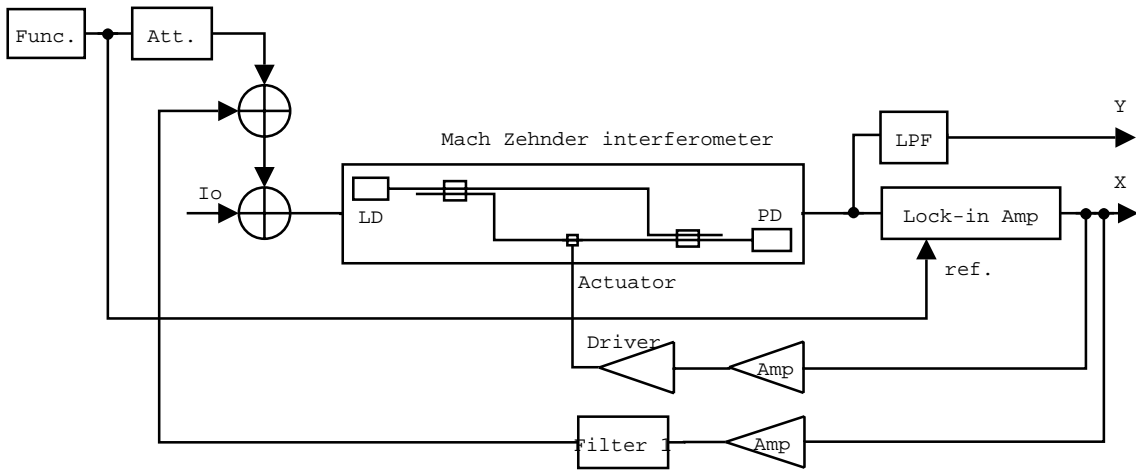 Func.
Att.
Y
Mach Zehnder interferometer
LPF
Io
X
LD
PD
Lock-in Amp
Actuator
ref.
Driver
Amp
Filter 1
Amp